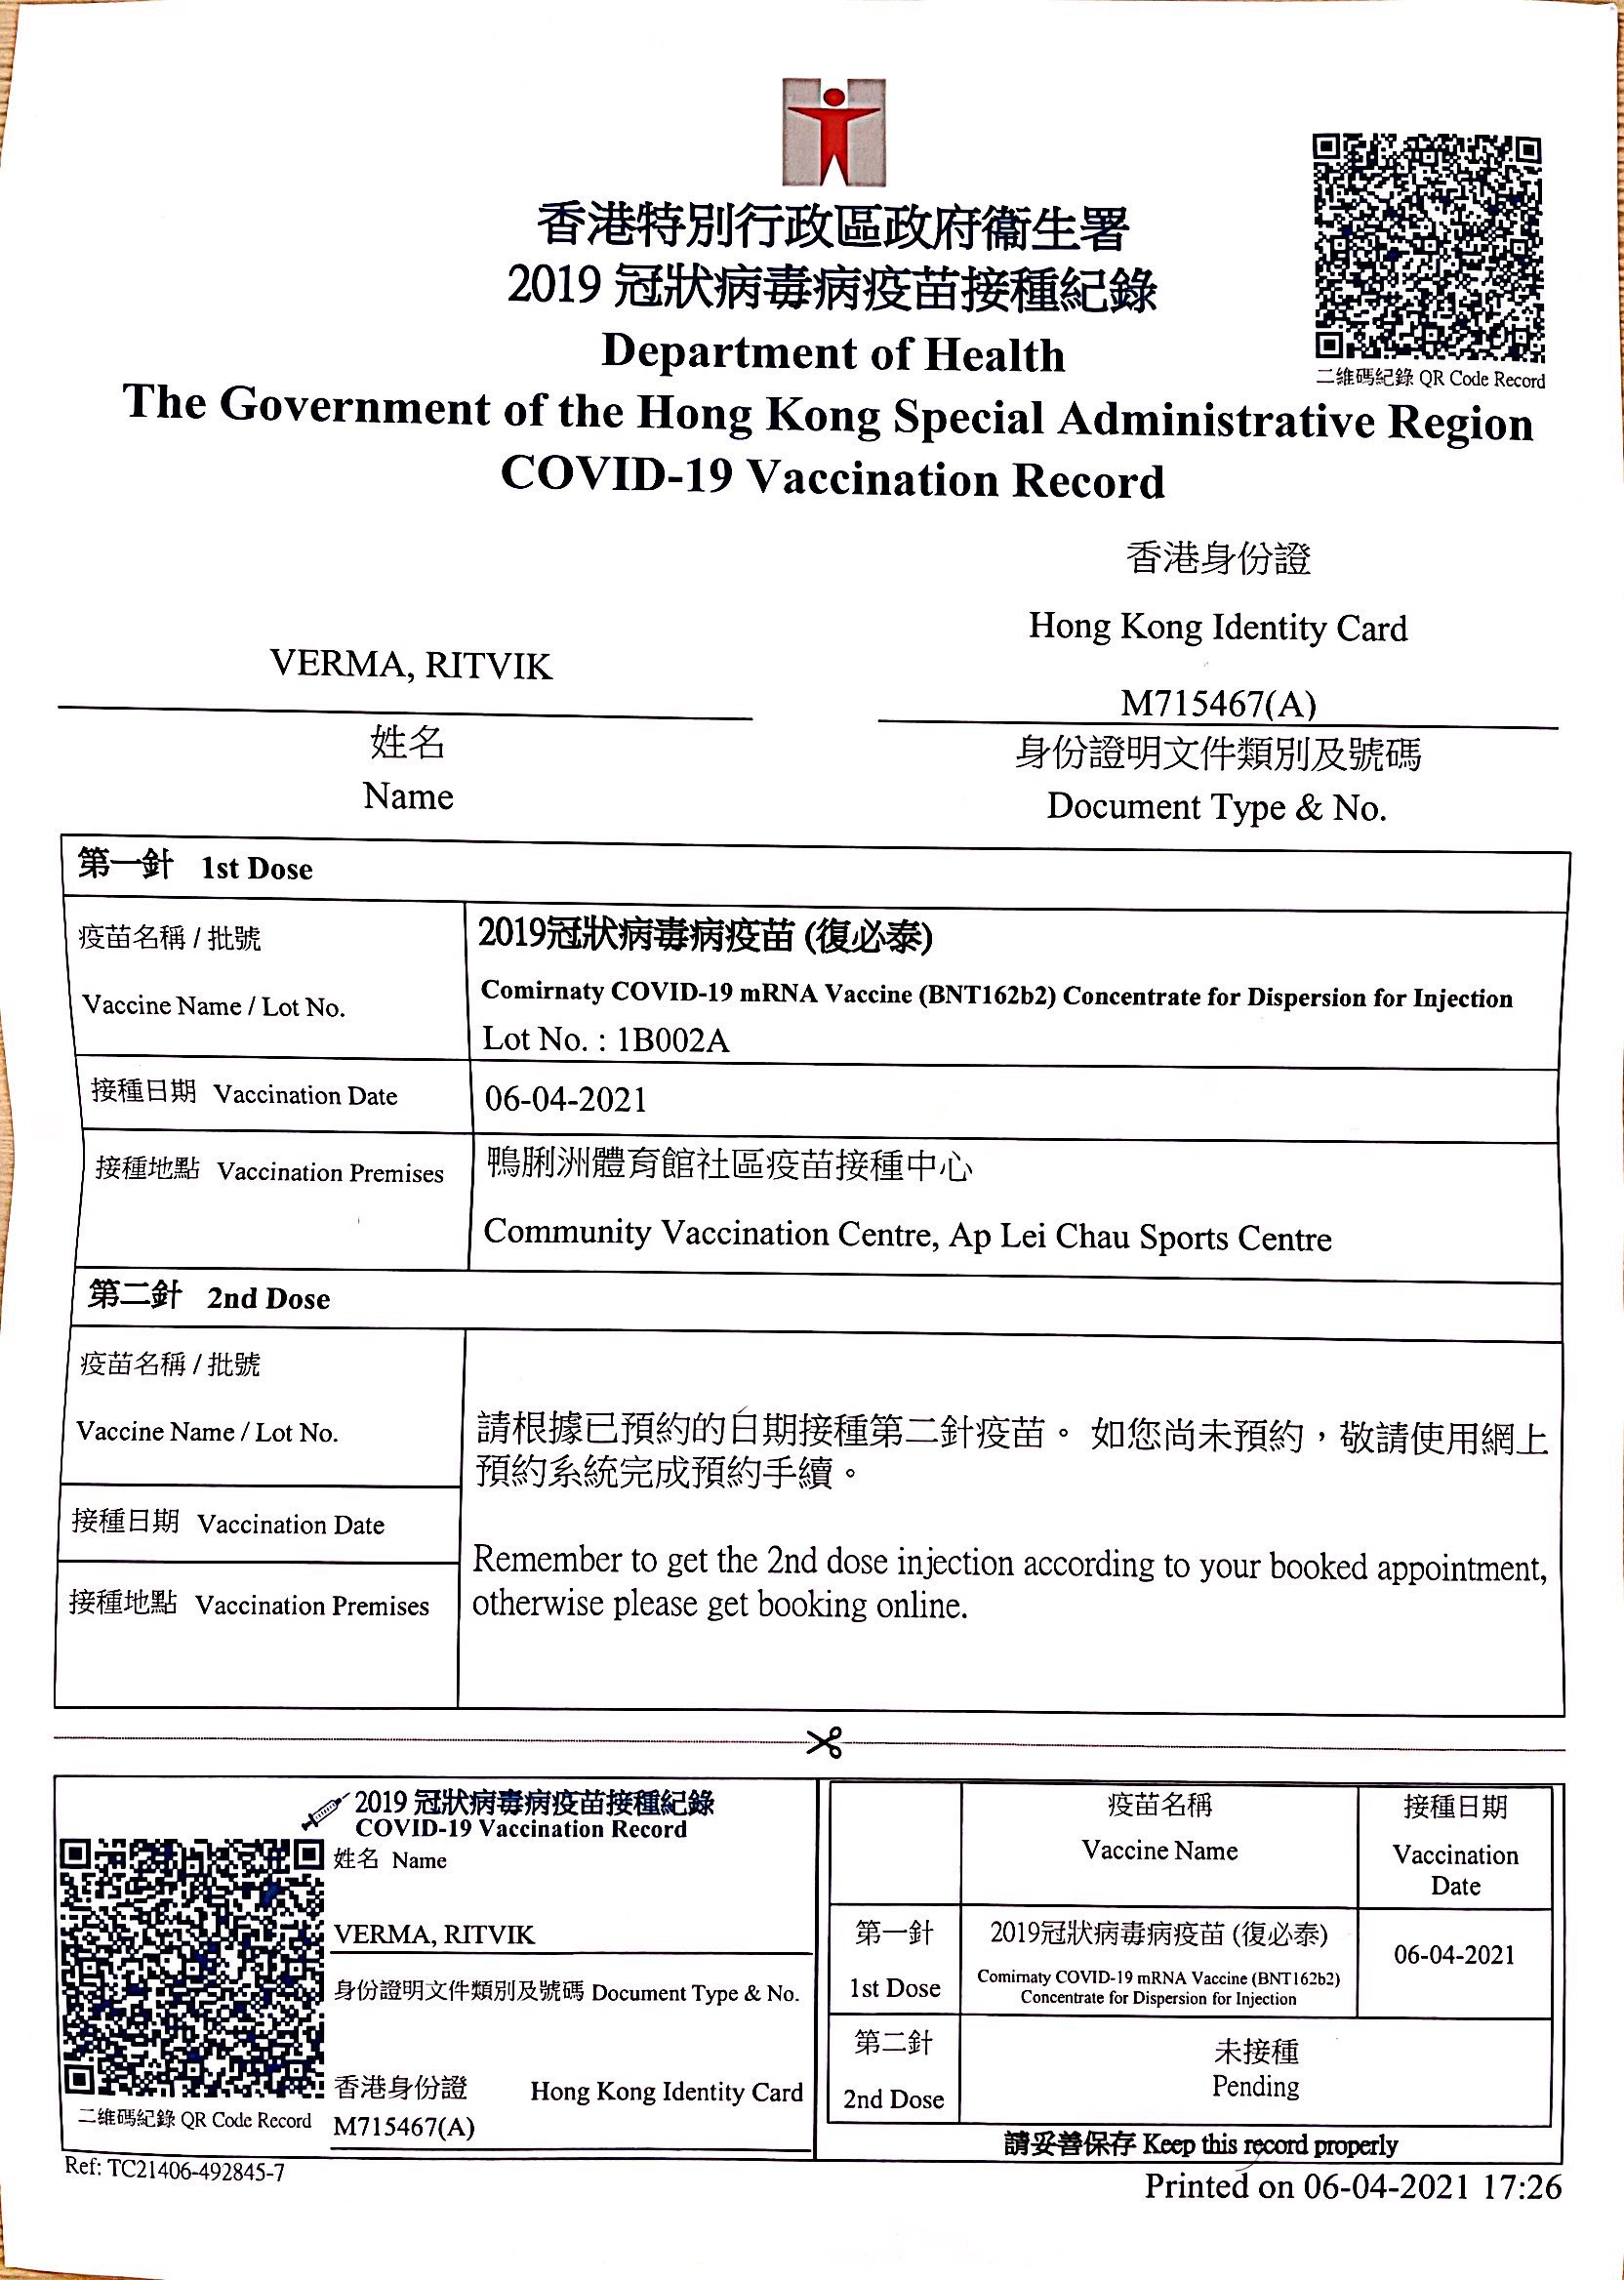 香港特別行政區政府衞生署
2019 冠狀病毒病疫苗接種紀錄
Department of Health
The Government of the Hong Kong Special Administrative Region
COVID-19 Vaccination Record
二維碼紀錄 QR Code Record
香港身份證
Hong Kong Identity Card
VERMA, RITVIK
M715467(A)
姓名
Name
身份證明文件類別及號碼
Document Type & No.
第一針 1st Dose
疫苗名稱 / 批號
Vaccine Name / Lot No.
2019冠狀病毒病疫苗 (復必泰)
Comirnaty COVID-19 mRNA Vaccine (BNT162b2) Concentrate for Dispersion for Injection
Lot No. : 1B002A
接種日期 Vaccination Date
06-04-2021
接種地點 Vaccination Premises
鴨脷洲體育館社區疫苗接種中心
Community Vaccination Centre, Ap Lei Chau Sports Centre
第二針 2nd Dose
疫苗名稱 / 批號
Vaccine Name / Lot No.
接種日期 Vaccination Date
接種地點 Vaccination Premises
請根據已預約的日期接種第二針疫苗。 如您尚未預約，敬請使用網上
預約系統完成預約手續。
Remember to get the 2nd dose injection according to your booked appointment,
otherwise please get booking online.
2019 冠狀病毒病疫苗接種紀錄
COVID-19 Vaccination Record
姓名 Name
VERMA, RITVIK
身份證明文件類別及號碼 Document Type & No.
香港身份證 Hong Kong Identity Card
M715467(A)
二維碼紀錄 QR Code Record
疫苗名稱
Vaccine Name
接種日期
Vaccination
Date
第一針
1st Dose
2019冠狀病毒病疫苗 (復必泰)
Comirnaty COVID-19 mRNA Vaccine (BNT162b2)
Concentrate for Dispersion for Injection
06-04-2021
第二針
2nd Dose
未接種
Pending
請妥善保存 Keep this record properly
Ref: TC21406-492845-7
Printed on 06-04-2021 17:26